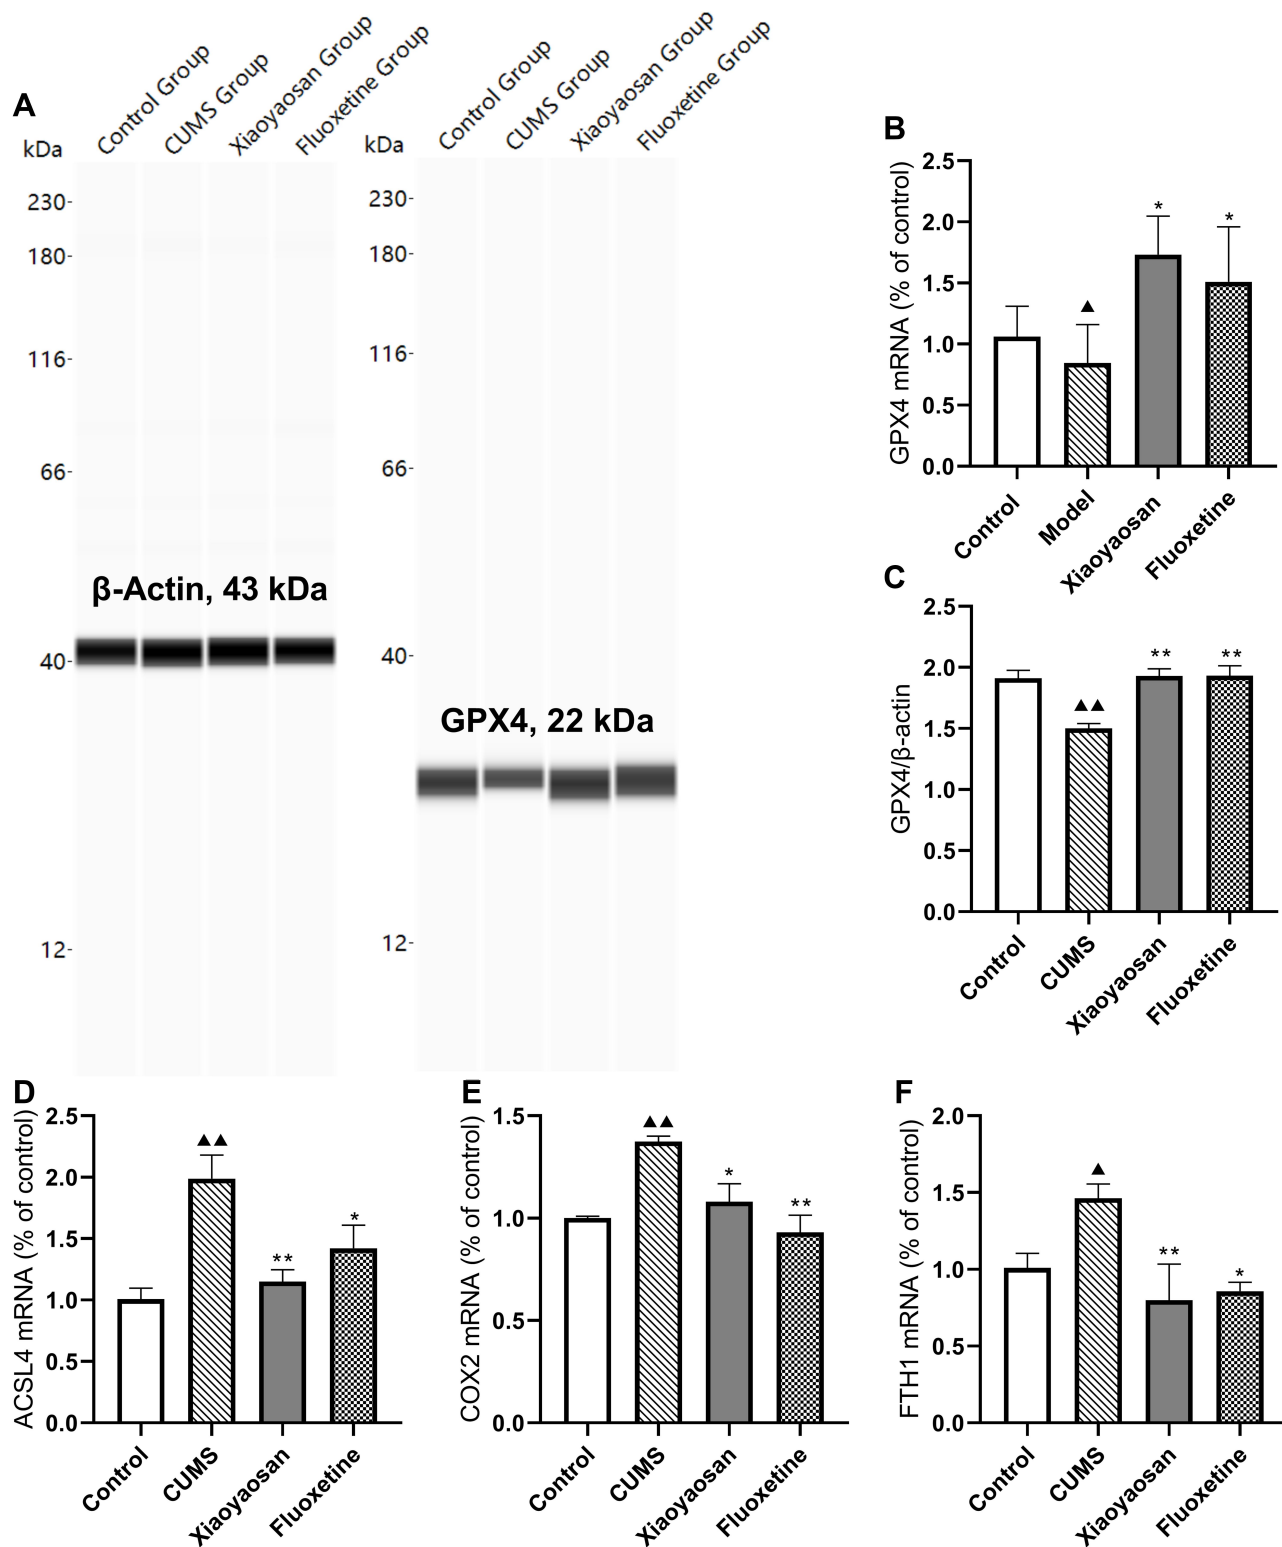 A
kDa
Control Group
CUMS Group
Xiaoyaosan Group
Fluoxetine Group
230-
180-
116-
66-
β-Actin, 43 kDa
40-
12-
kDa
Control Group
CUMS Group
Xiaoyaosan Group
Fluoxetine Group
230-
180-
116-
66-
40-
GPX4, 22 kDa
12-
B
GPX4 mRNA (% of control)
2.5
2.0
1.5
1.0
0.5
0.0
▲
*
*
Control
Model
Xiaoyaosan
Fluoxetine
C
GPX4/β-actin
2.5
2.0
1.5
1.0
0.5
0.0
▲▲
**
**
Control
CUMS
Xiaoyaosan
Fluoxetine
D
ACSL4 mRNA (% of control)
2.5
2.0
1.5
1.0
0.5
0.0
▲▲
**
*
Control
CUMS
Xiaoyaosan
Fluoxetine
E
COX2 mRNA (% of control)
1.5
1.0
0.5
0.0
▲▲
*
**
Control
CUMS
Xiaoyaosan
Fluoxetine
F
FTH1 mRNA (% of control)
2.0
1.5
1.0
0.5
0.0
▲
**
*
Control
CUMS
Xiaoyaosan
Fluoxetine